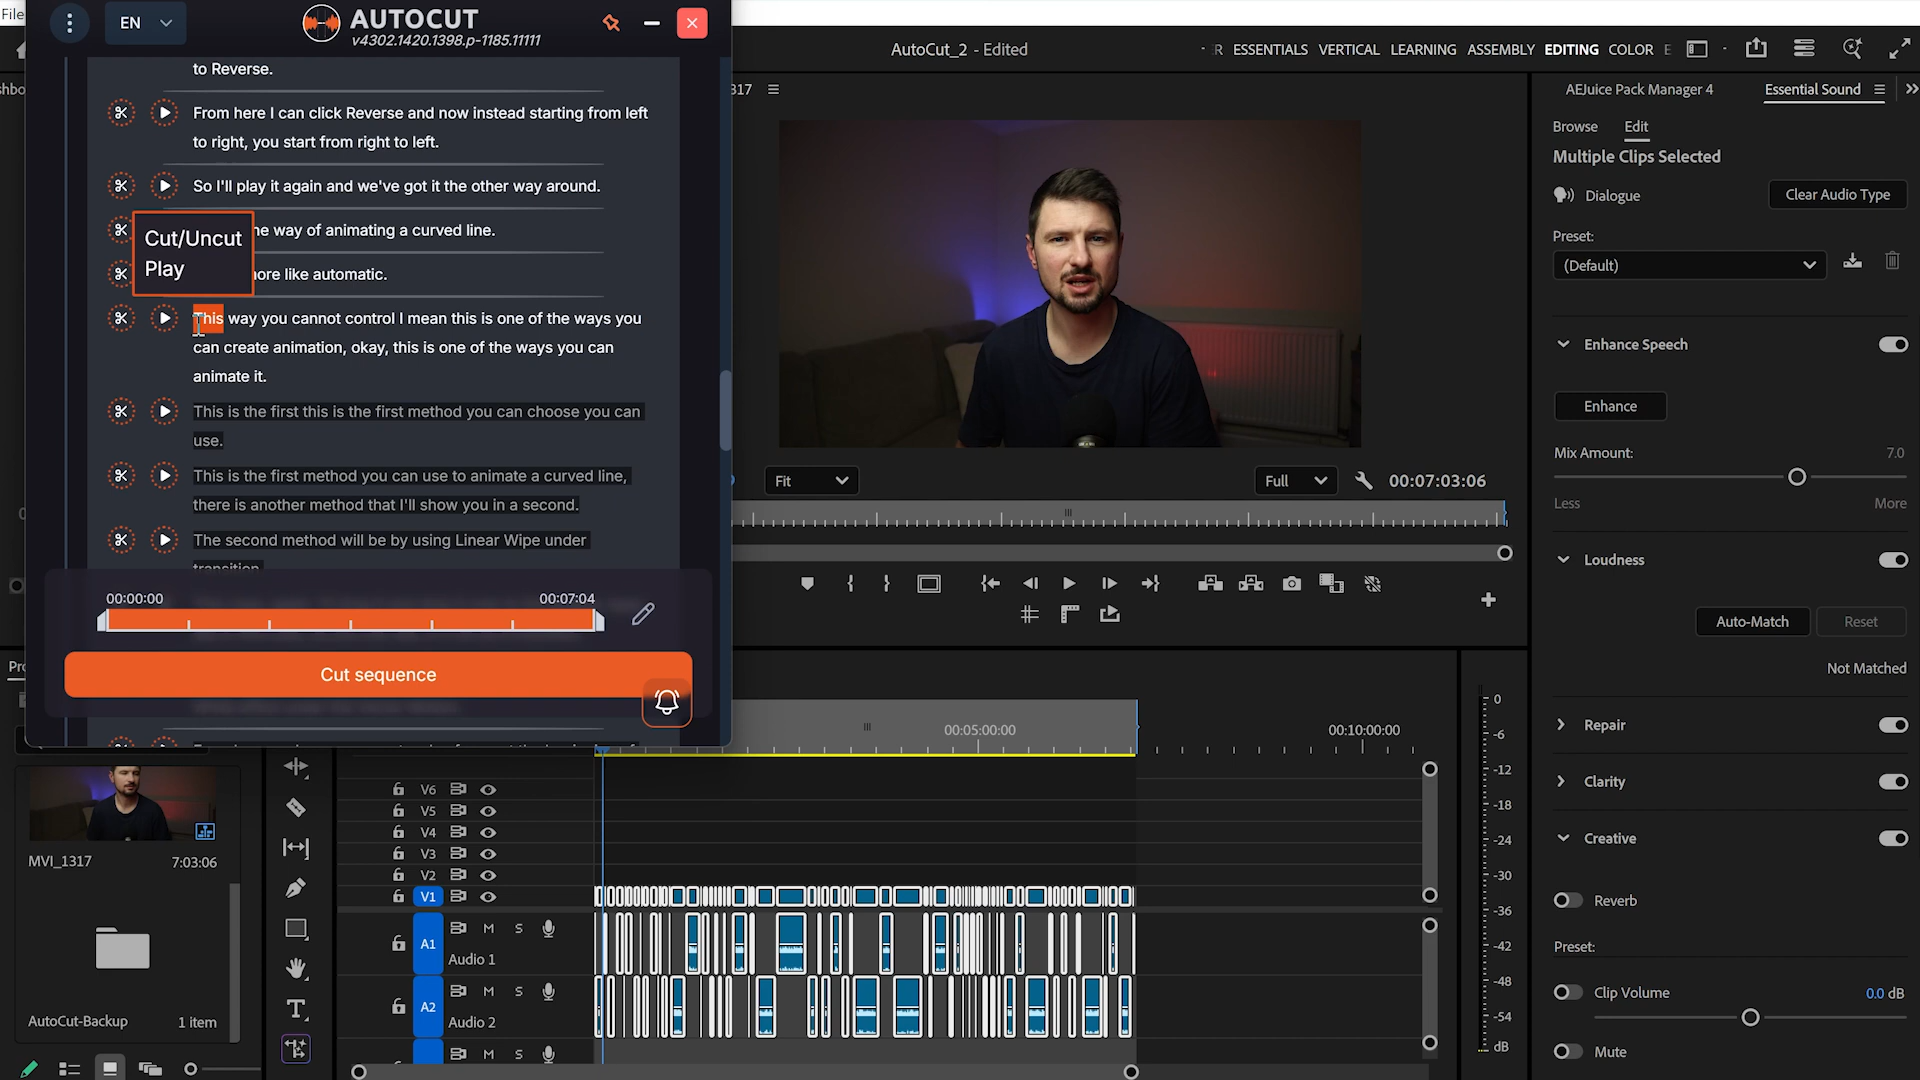 File
EN
AUTOCUT
v4302.1420.1398.p-1185.11111
to Reverse.
From here I can click Reverse and now instead starting from left
to right, you start from right to left.
So I'll play it again and we've got it the other way around.
he way of animating a curved line.
ore like automatic.
Cut/Uncut
Play
This way you cannot control I mean this is one of the ways you
can create animation, okay, this is one of the ways you can
animate it.
This is the first this is the first method you can choose you can
use.
This is the first method you can use to animate a curved line,
there is another method that I'll show you in a second.
The second method will be by using Linear Wipe under
transition.
00:00:00
00:07:04
Cut sequence
AutoCut_2 - Edited
ESSENTIALS VERTICAL LEARNING ASSEMBLY EDITING COLOR E
317
Fit
Full
00:07:03:06
AEJuice Pack Manager 4
Essential Sound
Browse
Edit
Multiple Clips Selected
Dialogue
Clear Audio Type
Preset:
(Default)
Enhance Speech
Enhance
Mix Amount:
7.0
Less
More
Loudness
Auto-Match
Reset
Not Matched
Repair
Clarity
Creative
Reverb
Preset:
Clip Volume
0.0 dB
Mute
00:05:00:00
00:10:00:00
V6
V5
V4
V3
V2
V1
A1
M
S
Audio 1
A2
M
S
Audio 2
M
S
0
-6
-12
-18
-24
-30
-36
-42
-48
-54
dB
MVI_1317
7:03:06
AutoCut-Backup
1 item